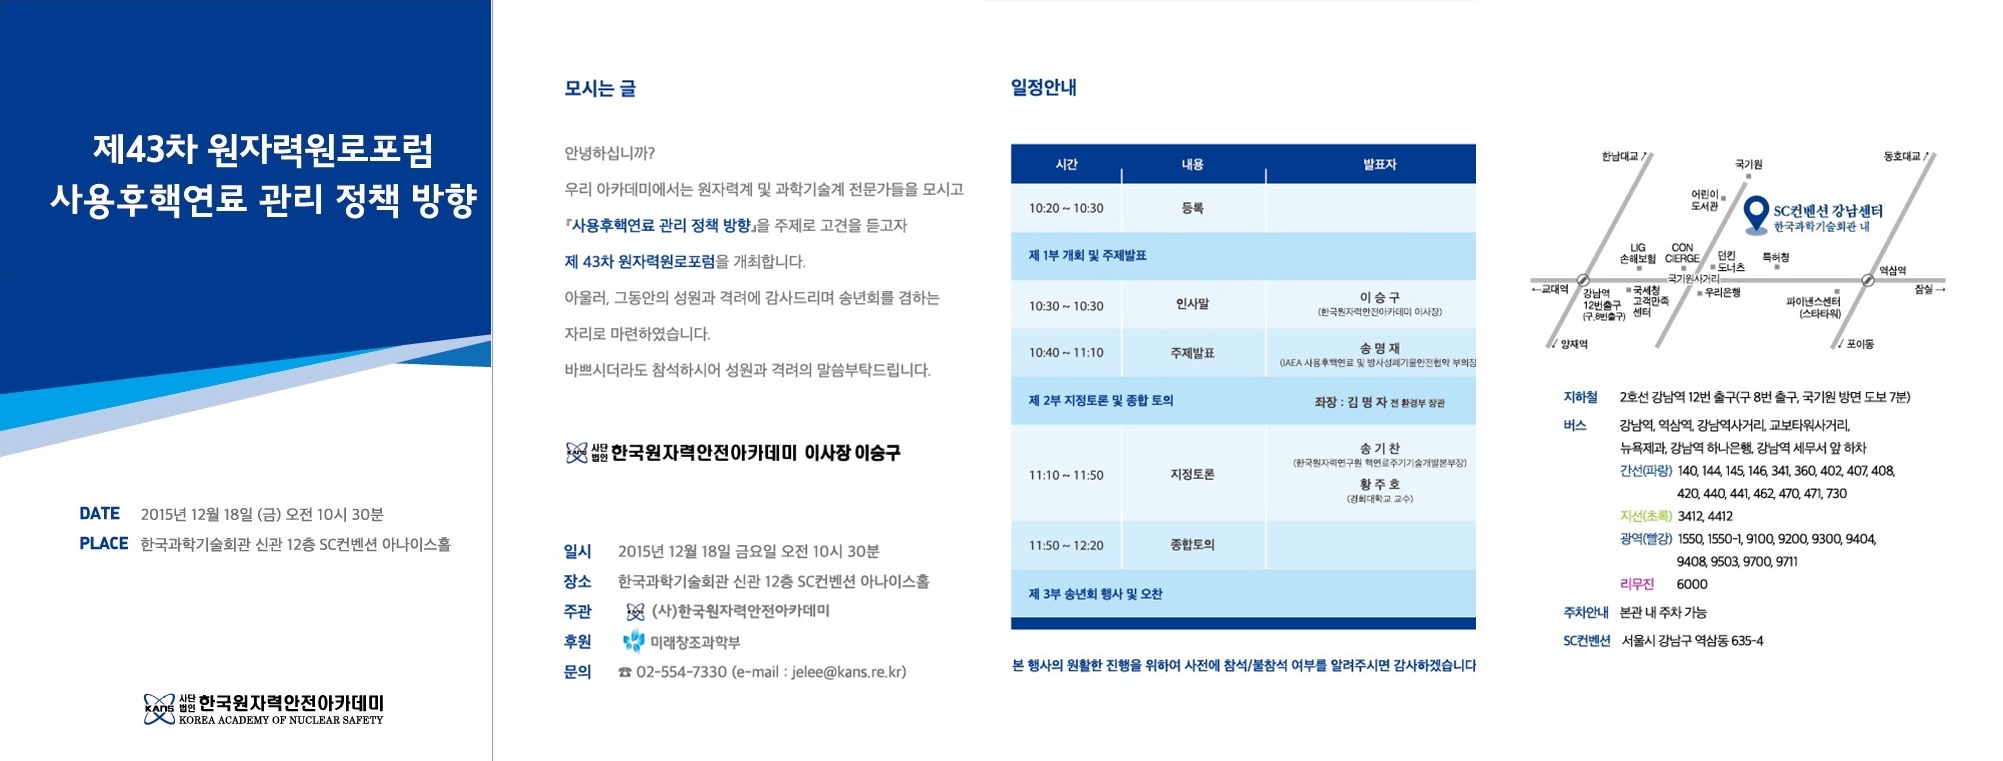 제43차 원자력원로포럼
사용후핵연료 관리 정책 방향
DATE 2015년 12월 18일 (금) 오전 10시 30분
PLACE 한국과학기술회관 신관 12층 SC컨벤션 아나이스홀
KANS 사단법인 한국원자력안전아카데미
KOREA ACADEMY OF NUCLEAR SAFETY
모시는 글
안녕하십니까?
우리 아카데미에서는 원자력계 및 과학기술계 전문가들을 모시고
『사용후핵연료 관리 정책 방향』을 주제로 고견을 듣고자
제 43차 원자력원로포럼을 개최합니다.
아울러, 그동안의 성원과 격려에 감사드리며 송년회를 겸하는
자리로 마련하였습니다.
바쁘시더라도 참석하시어 성원과 격려의 말씀부탁드립니다.
KANS 사단법인 한국원자력안전아카데미 이사장 이승구
일시 2015년 12월 18일 금요일 오전 10시 30분
장소 한국과학기술회관 신관 12층 SC컨벤션 아나이스홀
주관 KANS (사)한국원자력안전아카데미
후원 미래창조과학부
문의 ☎ 02-554-7330 (e-mail : jelee@kans.re.kr)
일정안내
시간 내용 발표자
10:20 ~ 10:30 등록
제 1부 개회 및 주제발표
10:30 ~ 10:30 인사말 이 승 구
(한국원자력안전아카데미 이사장)
10:40 ~ 11:10 주제발표 송 명 재
(IAEA 사용후핵연료 및 방사성폐기물안전협약 부의장
제 2부 지정토론 및 종합 토의 좌장 : 김 명 자 전 환경부 장관
11:10 ~ 11:50 지정토론 송 기 찬
(한국원자력연구원 핵연료주기기술개발본부장)
황 주 호
(경희대학교 교수)
11:50 ~ 12:20 종합토의
제 3부 송년회 행사 및 오찬
본 행사의 원활한 진행을 위하여 사전에 참석/불참석 여부를 알려주시면 감사하겠습니다
한남대교↗
국기원
동호대교↗
어린이
도서관
SC컨벤션 강남센터
한국과학기술회관 내
LIG
손해보험
CON
CIERGE
던킨
도너츠
특허청
국기원사거리
역삼역
←교대역
강남역
12번출구
(구.8번출구)
국세청
고객만족
센터
우리은행
파이낸스센터
(스타타워)
잠실→
↙양재역
↙포이동
지하철 2호선 강남역 12번 출구(구 8번 출구, 국기원 방면 도보 7분)
버스 강남역, 역삼역, 강남역사거리, 교보타워사거리,
뉴욕제과, 강남역 하나은행, 강남역 세무서 앞 하차
간선(파랑) 140, 144, 145, 146, 341, 360, 402, 407, 408,
420, 440, 441, 462, 470, 471, 730
지선(초록) 3412, 4412
광역(빨강) 1550, 1550-1, 9100, 9200, 9300, 9404,
9408, 9503, 9700, 9711
리무진 6000
주차안내 본관 내 주차 가능
SC컨벤션 서울시 강남구 역삼동 635-4